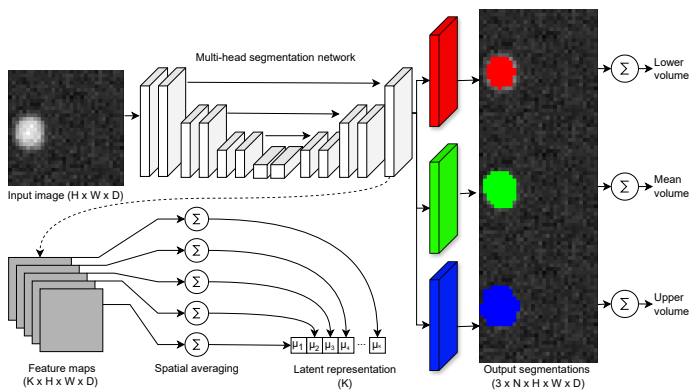 Multi-head segmentation network
Lower
volume
Σ
Input image (H x W x D)
Mean
volume
Σ
Σ
Σ
Σ
Σ
Σ
Upper
volume
Σ
μ₁ μ₂ μ₃ μ₄ ... μₖ
Feature maps
(K x H x W x D)
Spatial averaging
Latent representation
(K)
Output segmentations
(3 x N x H x W x D)